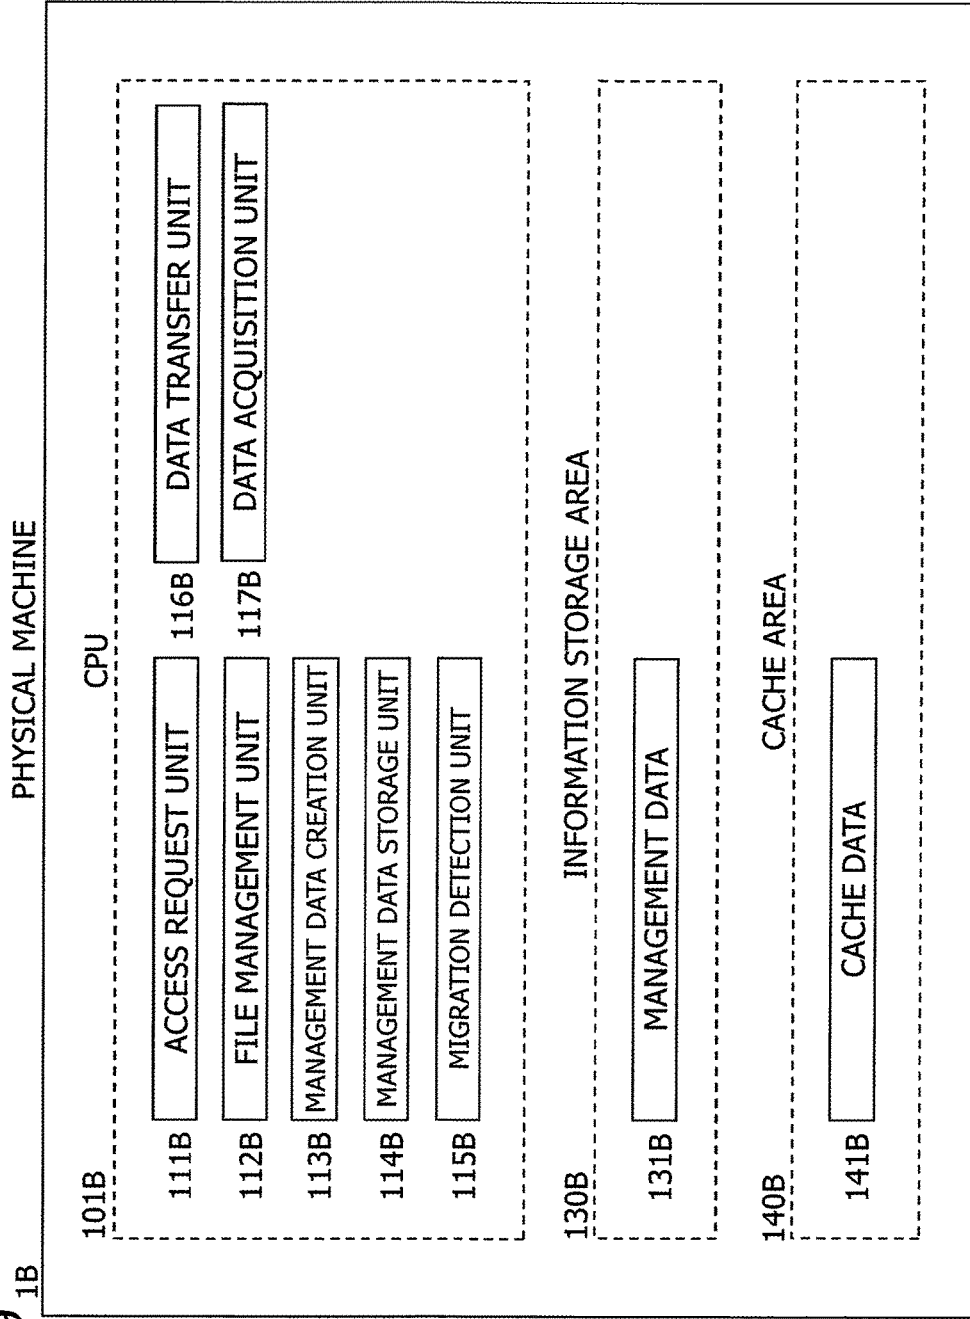 1B
PHYSICAL MACHINE
101B
CPU
111B ACCESS REQUEST UNIT
116B DATA TRANSFER UNIT
112B FILE MANAGEMENT UNIT
117B DATA ACQUISITION UNIT
113B MANAGEMENT DATA CREATION UNIT
114B MANAGEMENT DATA STORAGE UNIT
115B MIGRATION DETECTION UNIT
130B
INFORMATION STORAGE AREA
131B MANAGEMENT DATA
140B
CACHE AREA
141B CACHE DATA